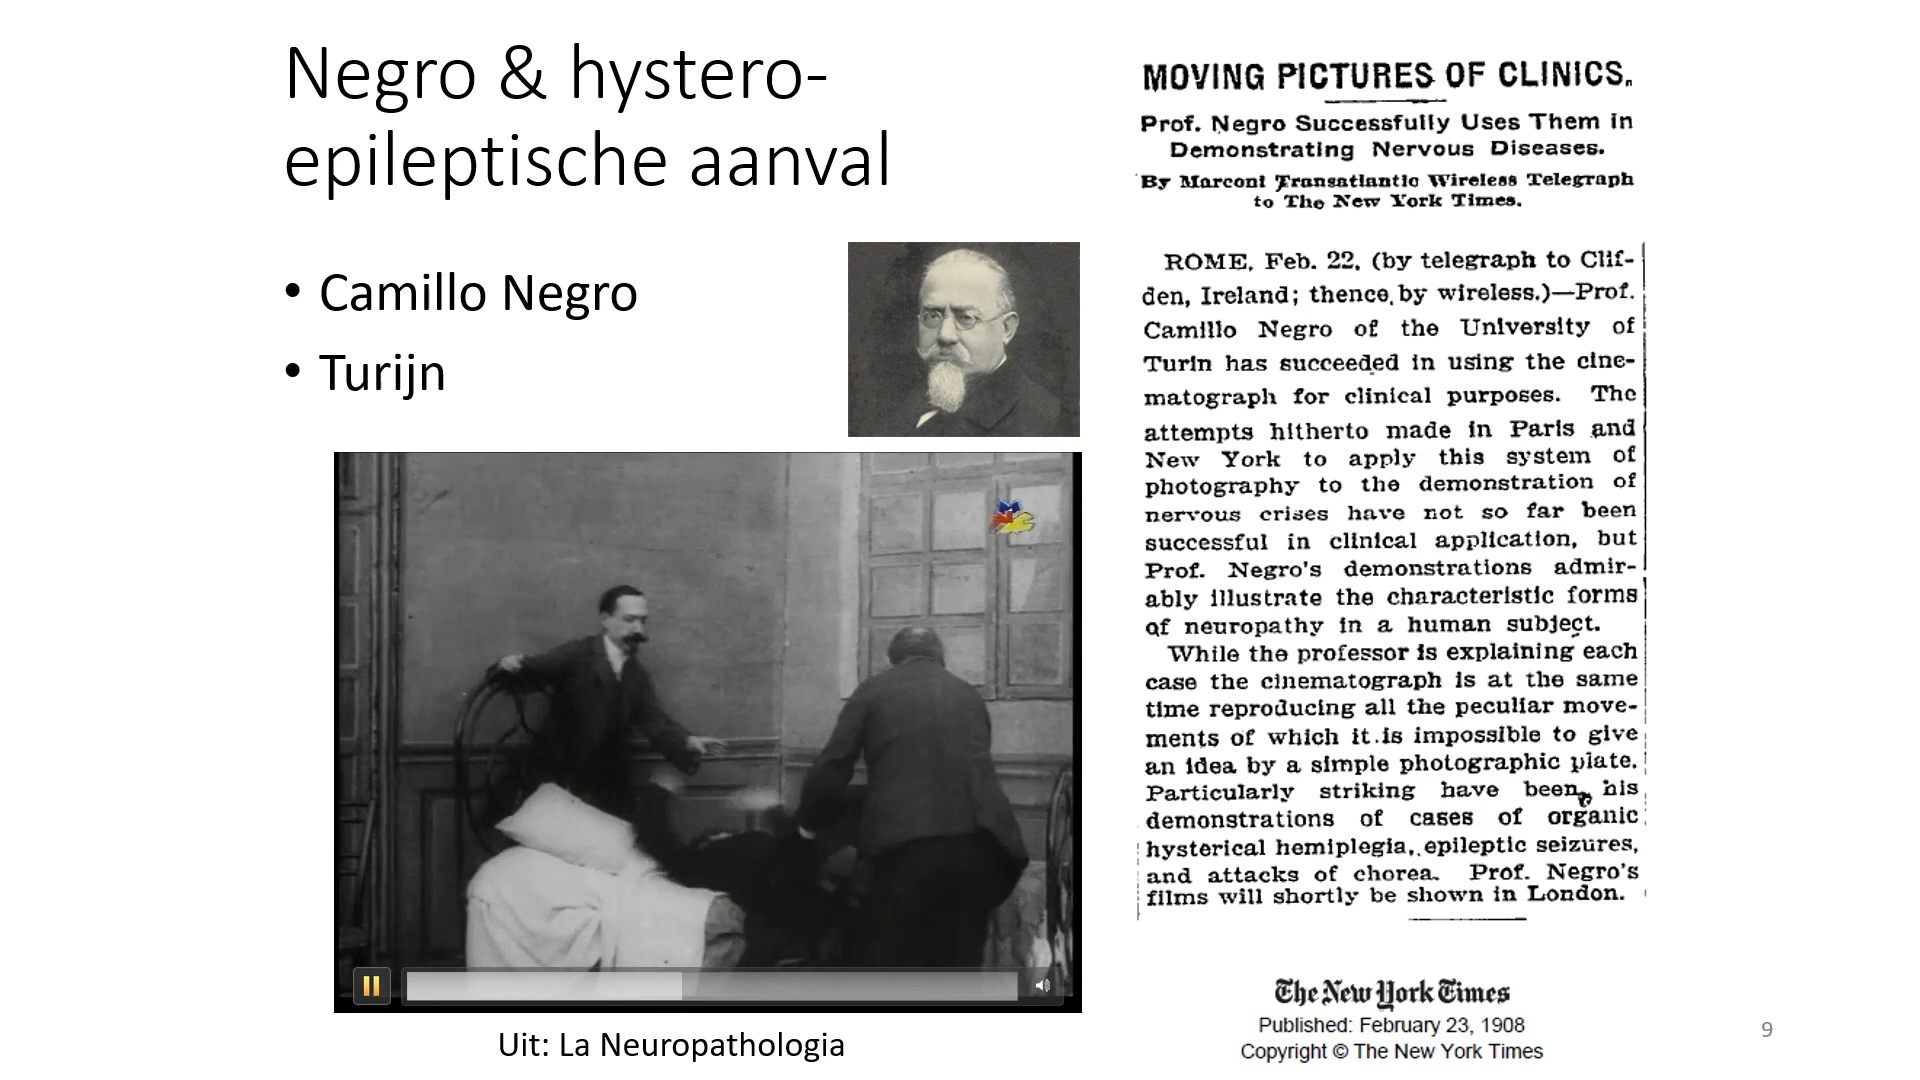 Negro & hystero-
epileptische aanval
• Camillo Negro
• Turijn
Uit: La Neuropathologia
MOVING PICTURES OF CLINICS.
Prof. Negro Successfully Uses Them in
Demonstrating Nervous Diseases.
By Marconi Transatlantic Wireless Telegraph
to The New York Times.
ROME, Feb. 22, (by telegraph to Clif-
den, Ireland; thence by wireless.)—Prof.
Camillo Negro of the University of
Turin has succeeded in using the cine-
matograph for clinical purposes. The
attempts hitherto made in Paris and
New York to apply this system of
photography to the demonstration of
nervous crises have not so far been
successful in clinical application, but
Prof. Negro's demonstrations admir-
ably illustrate the characteristic forms
of neuropathy in a human subject.
While the professor is explaining each
case the cinematograph is at the same
time reproducing all the peculiar move-
ments of which it is impossible to give
an idea by a simple photographic plate.
Particularly striking have been his
demonstrations of cases of organic
hysterical hemiplegia, epileptic seizures,
and attacks of chorea. Prof. Negro's
films will shortly be shown in London.
The New York Times
Published: February 23, 1908
Copyright © The New York Times
9